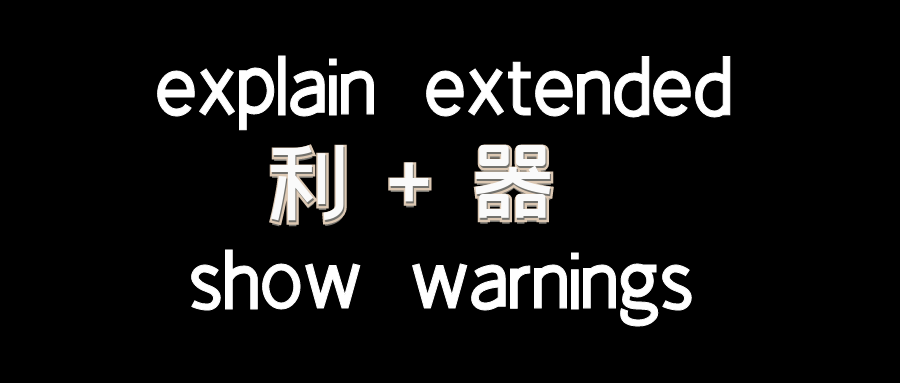 explain extended
利 + 器
show warnings